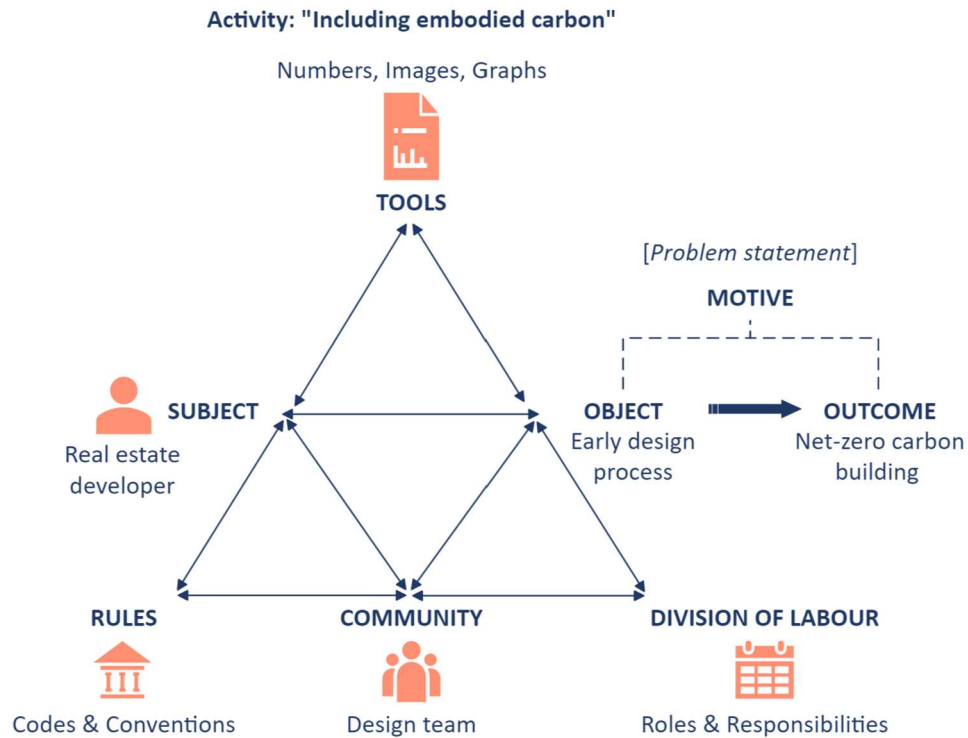 Activity: "Including embodied carbon"
Numbers, Images, Graphs
TOOLS
[Problem statement]
MOTIVE
SUBJECT
Real estate
developer
OBJECT
Early design
process
OUTCOME
Net-zero carbon
building
RULES
Codes & Conventions
COMMUNITY
Design team
DIVISION OF LABOUR
Roles & Responsibilities